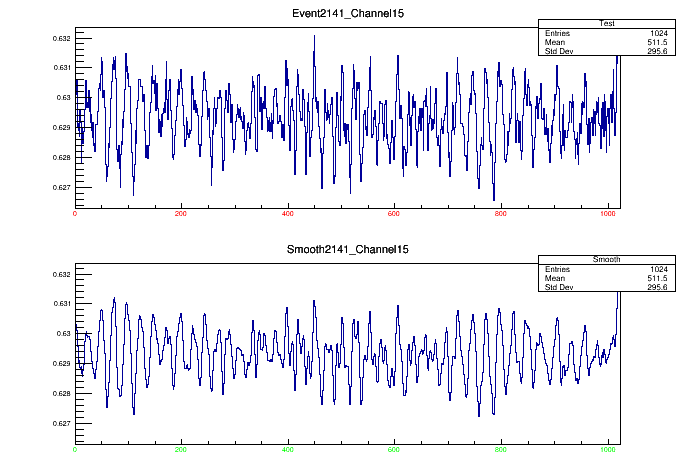 Event2141_Channel15
Test
Entries 1024
Mean 511.5
Std Dev 295.6
0.632
0.631
0.63
0.629
0.628
0.627
0 200 400 600 800 1000
Smooth2141_Channel15
Smooth
Entries 1024
Mean 511.5
Std Dev 295.6
0.632
0.631
0.63
0.629
0.628
0.627
0 200 400 600 800 1000